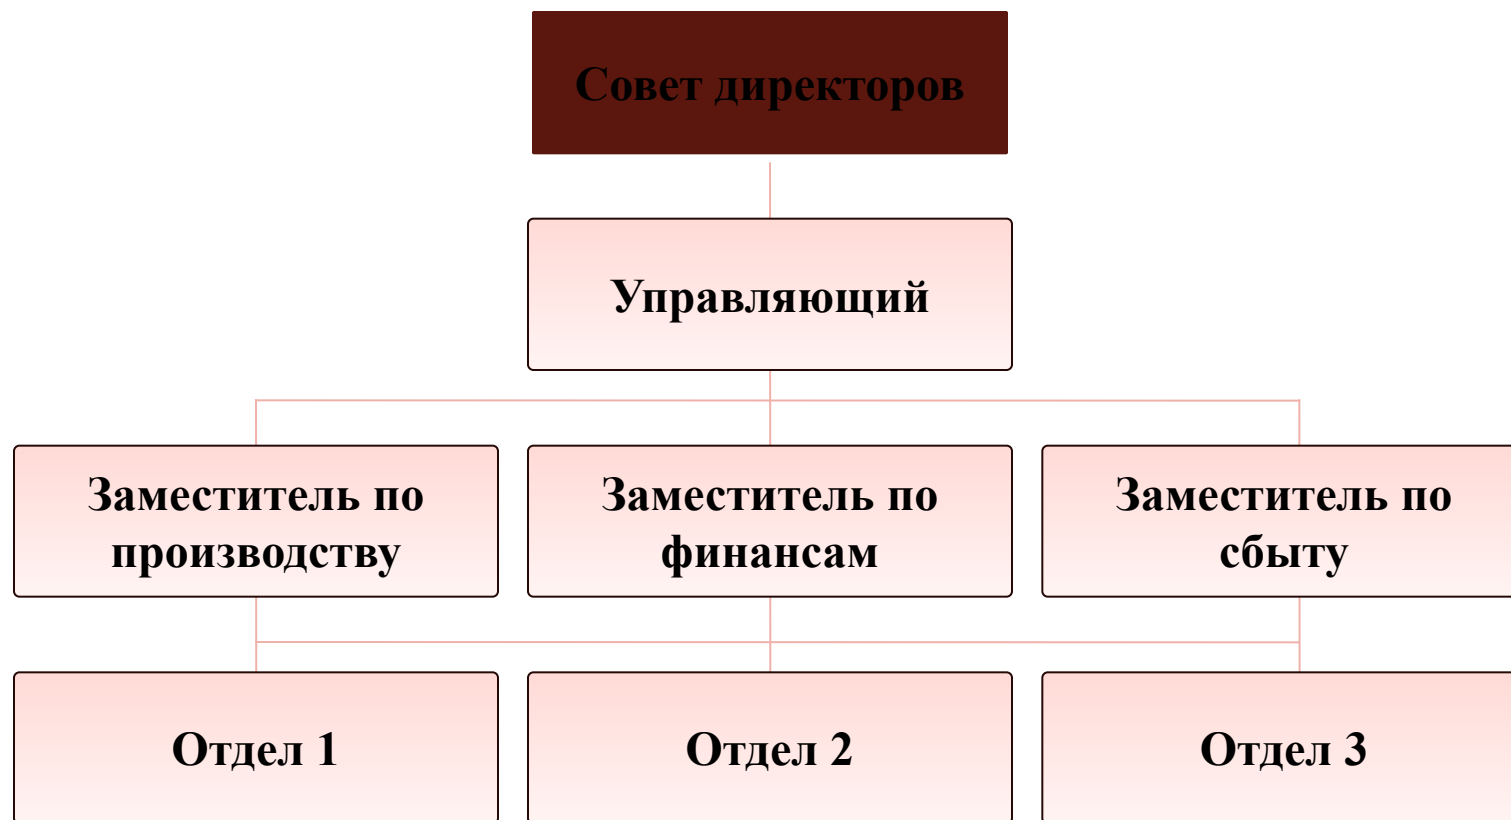 Совет директоров
Управляющий
Заместитель по
производству
Заместитель по
финансам
Заместитель по
сбыту
Отдел 1
Отдел 2
Отдел 3